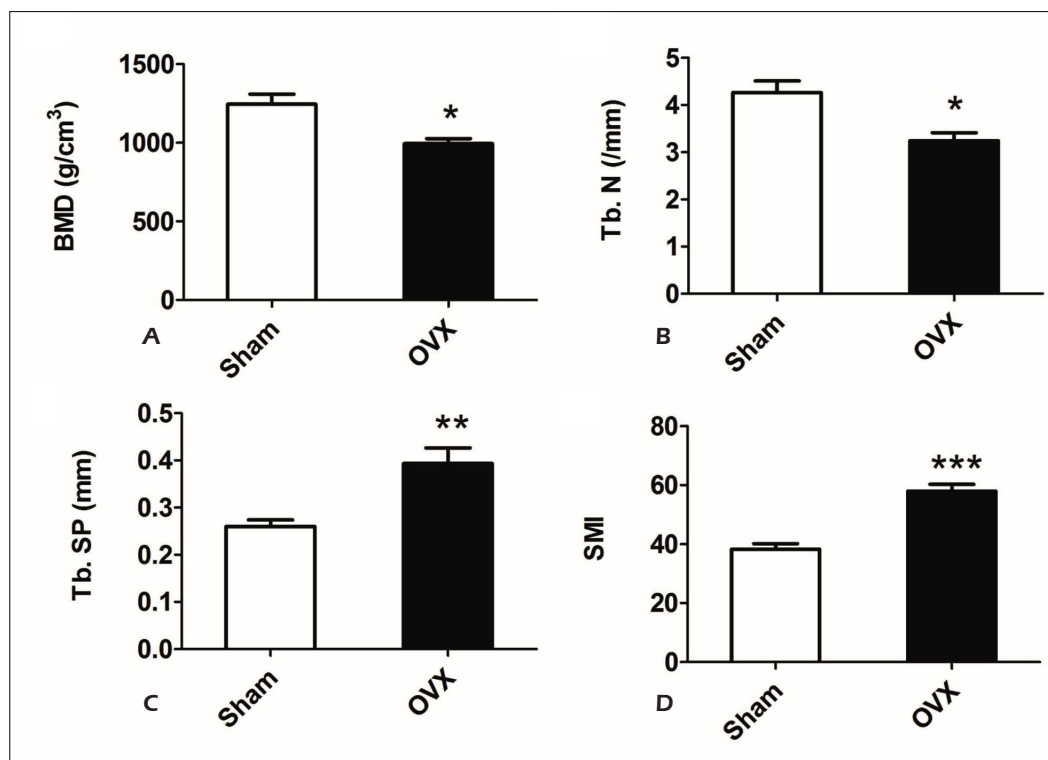 1500
1000
500
0
BMD (g/cm³)
*
Sham
OVX
A
5
4
3
2
1
0
Tb. N (/mm)
*
Sham
OVX
B
0.5
0.4
0.3
0.2
0.1
0.0
Tb. SP (mm)
**
Sham
OVX
C
80
60
40
20
0
SMI
***
Sham
OVX
D